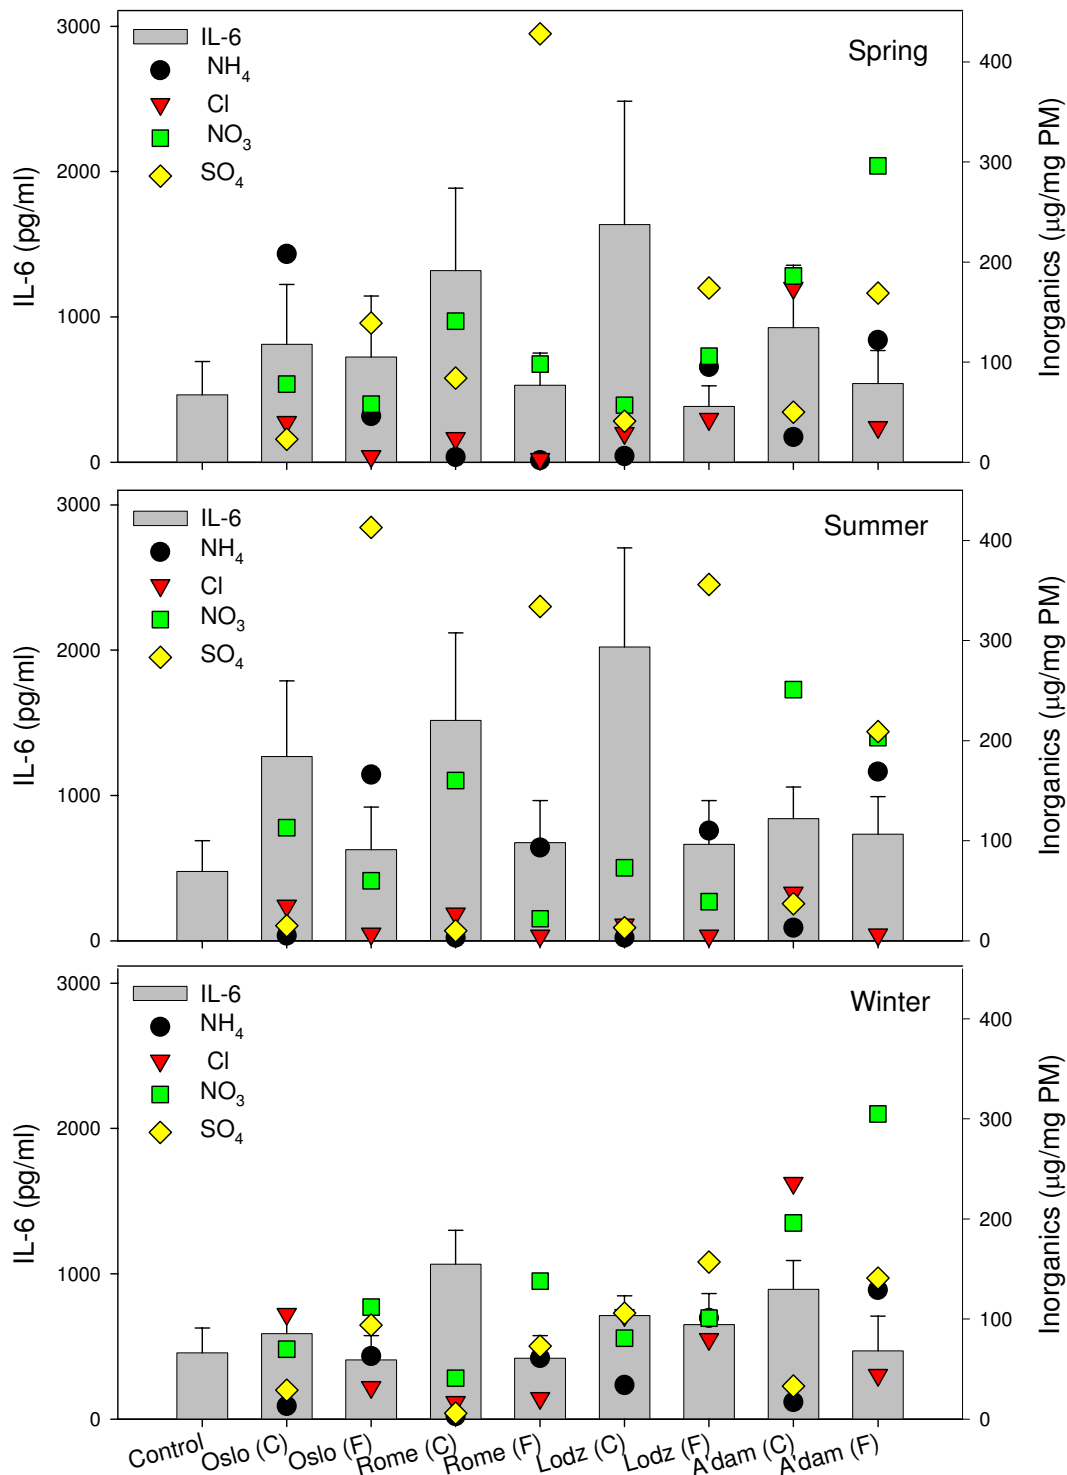 3000
2000
1000
0
IL-6 (pg/ml)
IL-6
NH4
Cl
NO3
SO4
Spring
400
300
200
100
0
Inorganics (µg/mg PM)
3000
2000
1000
0
IL-6 (pg/ml)
IL-6
NH4
Cl
NO3
SO4
Summer
400
300
200
100
0
Inorganics (µg/mg PM)
3000
2000
1000
0
IL-6 (pg/ml)
IL-6
NH4
Cl
NO3
SO4
Winter
400
300
200
100
0
Inorganics (µg/mg PM)
Control
Oslo (C)
Oslo (F)
Rome (C)
Rome (F)
Lodz (C)
Lodz (F)
A'dam (C)
A'dam (F)